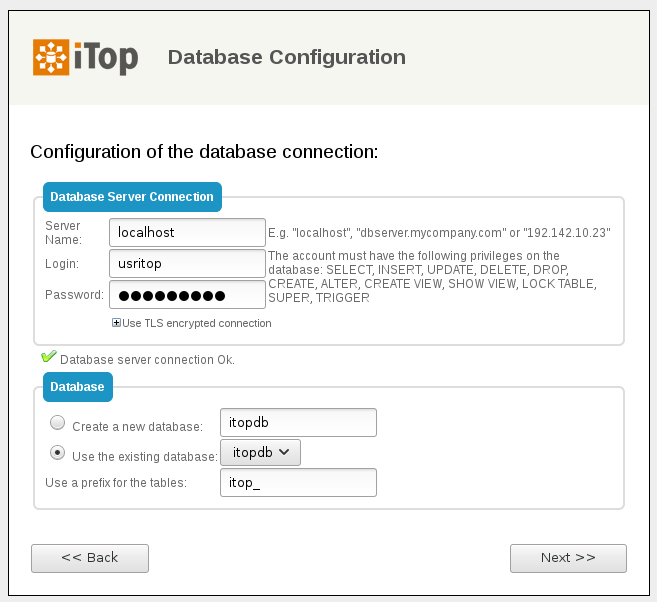 iTop
Database Configuration
Configuration of the database connection:
Database Server Connection
Server
Name:
localhost
E.g. "localhost", "dbserver.mycompany.com" or "192.142.10.23"
Login:
usritop
The account must have the following privileges on the
database: SELECT, INSERT, UPDATE, DELETE, DROP,
CREATE, ALTER, CREATE VIEW, SHOW VIEW, LOCK TABLE,
SUPER, TRIGGER
Password:
●●●●●●●●●
Use TLS encrypted connection
Database server connection Ok.
Database
Create a new database:
itopdb
Use the existing database:
itopdb
Use a prefix for the tables:
itop_
<< Back
Next >>